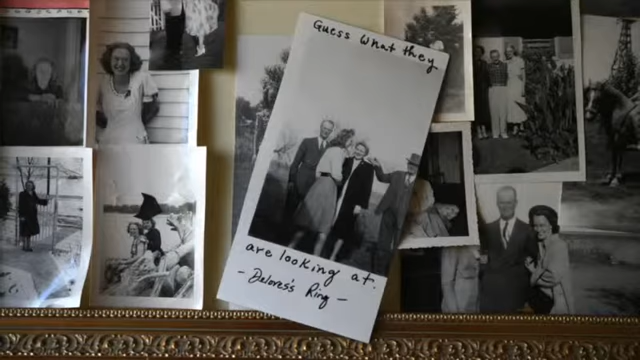 Guess What they
are looking at.
- Delores's Ring -